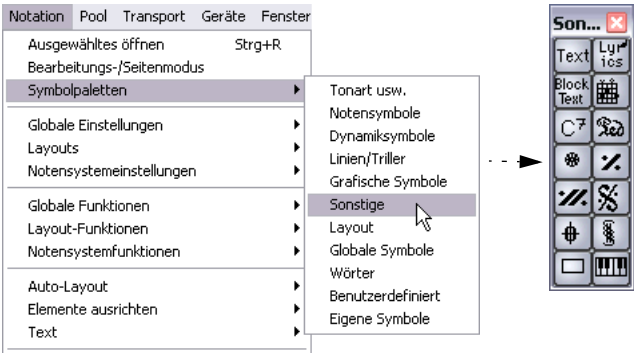 Notation Pool Transport Geräte Fenster
Ausgewähltes öffnen Strg+R
Bearbeitungs-/Seitenmodus
Symbolpaletten
Globale Einstellungen
Layouts
Notensystemeinstellungen
Globale Funktionen
Layout-Funktionen
Notensystemfunktionen
Auto-Layout
Elemente ausrichten
Text
Tonart usw.
Notensymbole
Dynamiksymbole
Linien/Triller
Grafische Symbole
Sonstige
Layout
Globale Symbole
Wörter
Benutzerdefiniert
Eigene Symbole
Son...
Text Lyrics
Block Text
C7 Ped